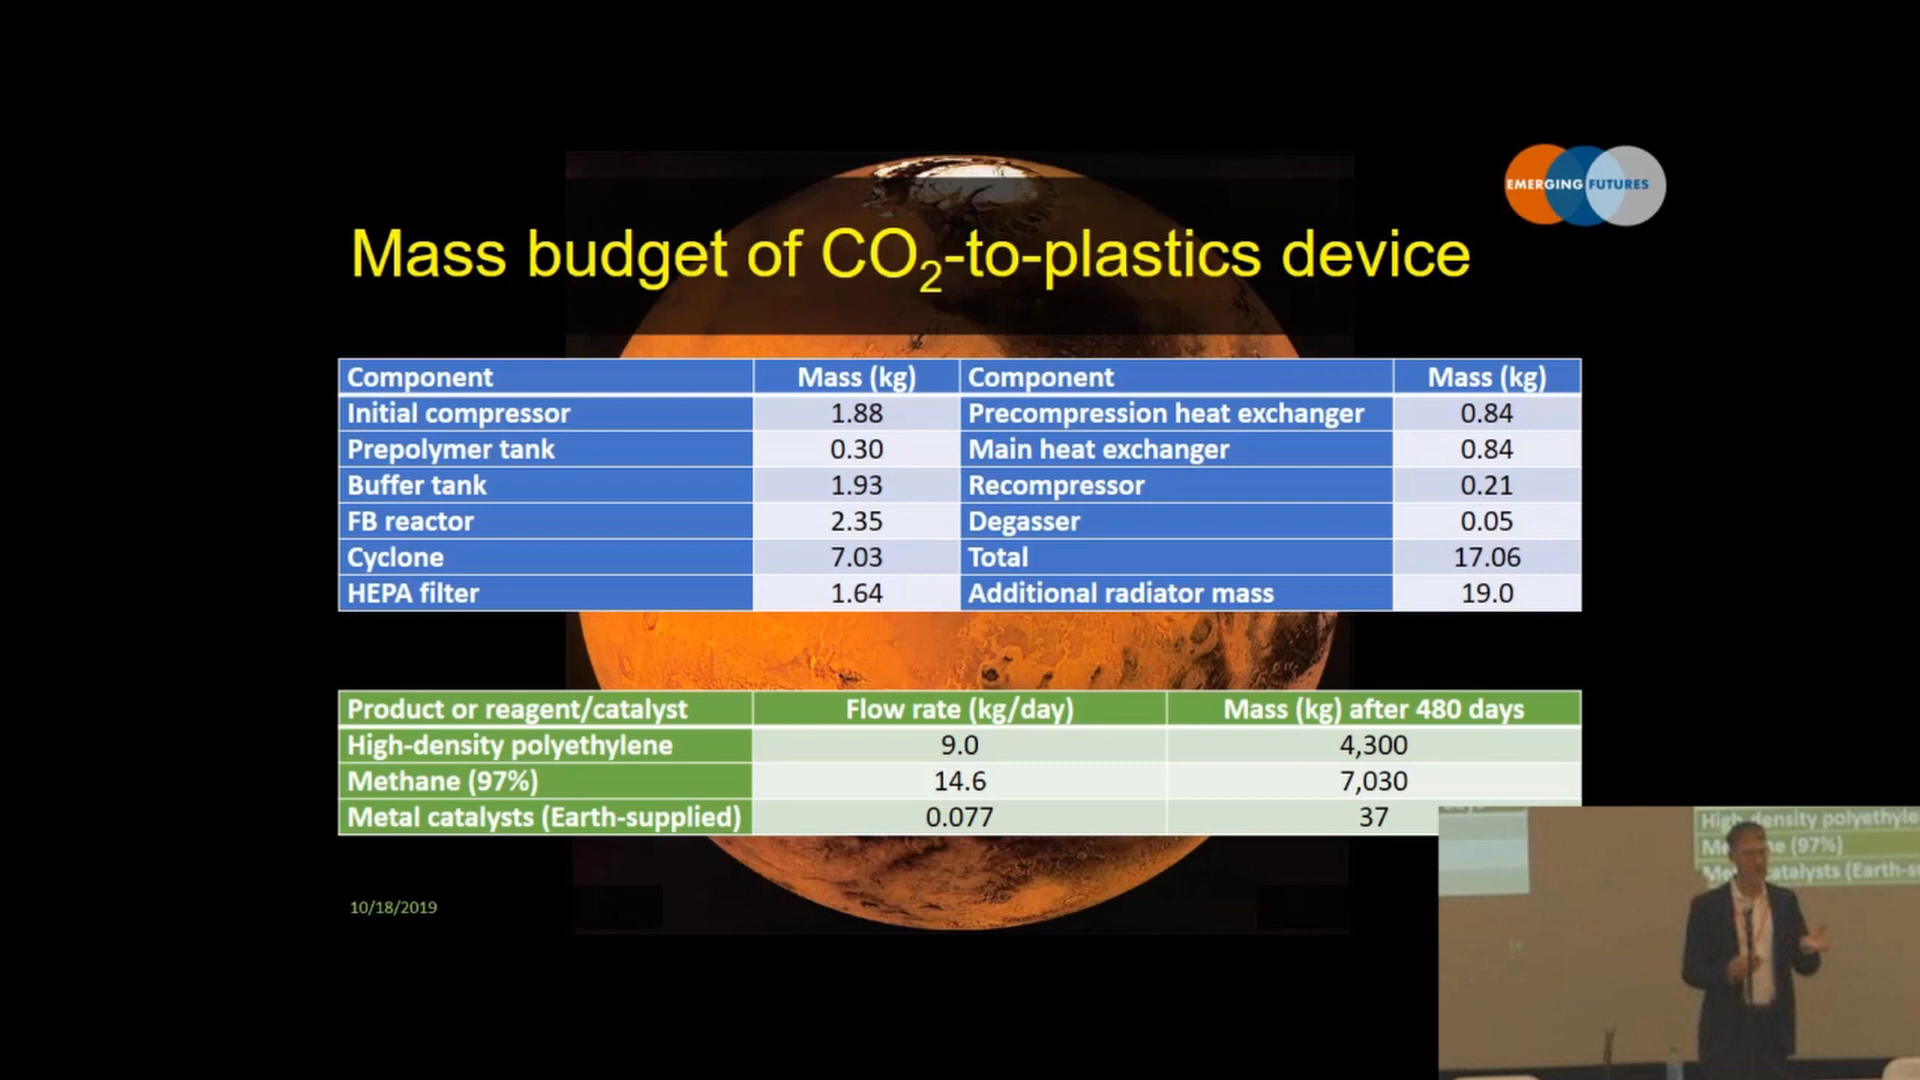 EMERGING FUTURES
Mass budget of CO2-to-plastics device
Component Mass (kg) Component Mass (kg)
Initial compressor 1.88 Precompression heat exchanger 0.84
Prepolymer tank 0.30 Main heat exchanger 0.84
Buffer tank 1.93 Recompressor 0.21
FB reactor 2.35 Degasser 0.05
Cyclone 7.03 Total 17.06
HEPA filter 1.64 Additional radiator mass 19.0
Product or reagent/catalyst Flow rate (kg/day) Mass (kg) after 480 days
High-density polyethylene 9.0 4,300
Methane (97%) 14.6 7,030
Metal catalysts (Earth-supplied) 0.077 37
10/18/2019
(97%)